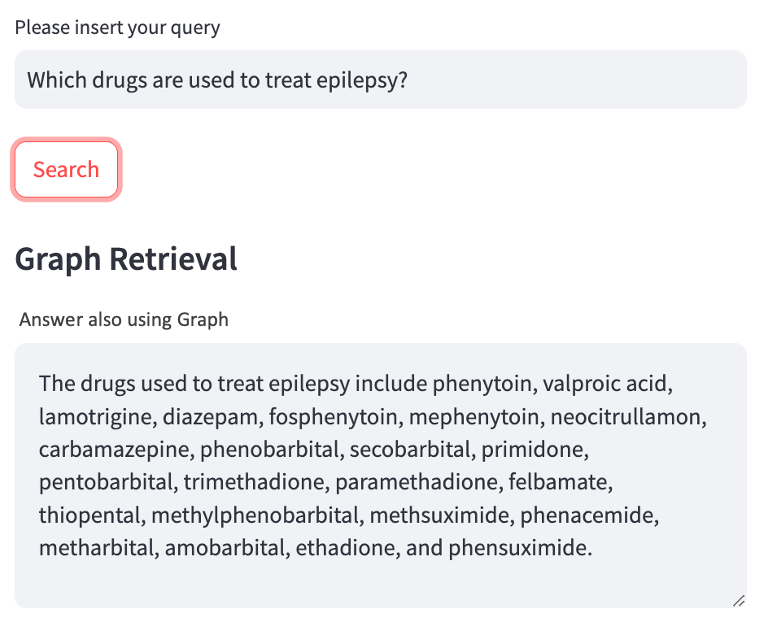 Please insert your query
Which drugs are used to treat epilepsy?
Search
Graph Retrieval
Answer also using Graph
The drugs used to treat epilepsy include phenytoin, valproic acid,
lamotrigine, diazepam, fosphenytoin, mephenytoin, neocitrullamon,
carbamazepine, phenobarbital, secobarbital, primidone,
pentobarbital, trimethadione, paramethadione, felbamate,
thiopental, methylphenobarbital, methsuximide, phenacemide,
metharbital, amobarbital, ethadione, and phensuximide.